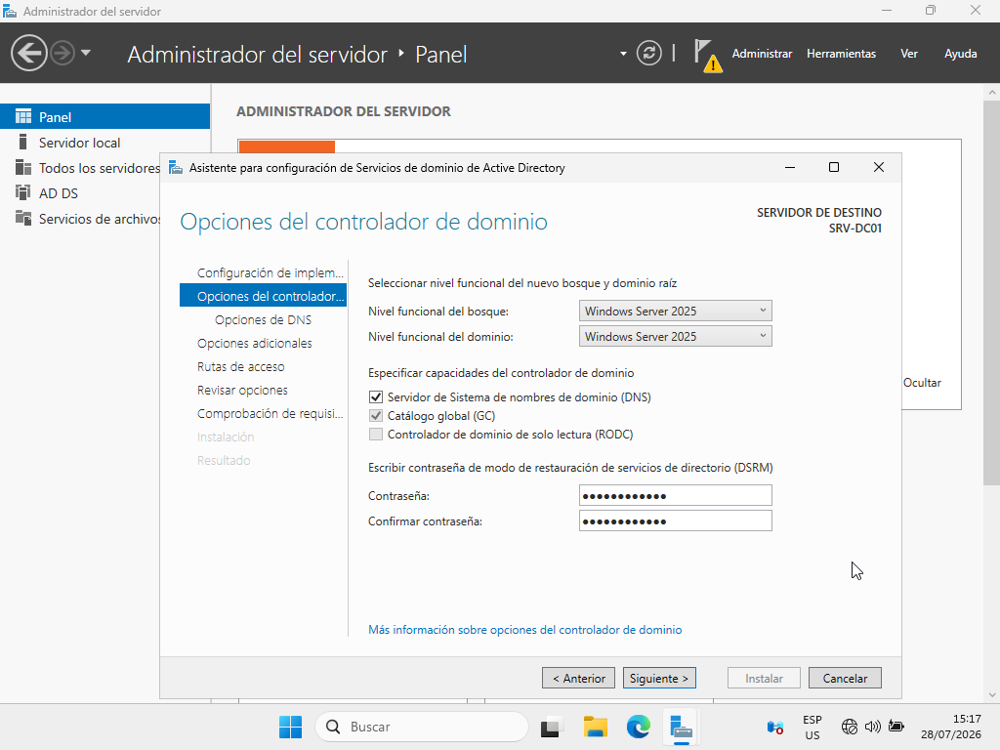 Administrador del servidor
Administrador del servidor ‣ Panel
Administrar Herramientas Ver Ayuda
Panel
Servidor local
Todos los servidores
AD DS
Servicios de archivos
ADMINISTRADOR DEL SERVIDOR
Ocultar
Asistente para configuración de Servicios de dominio de Active Directory
Opciones del controlador de dominio
SERVIDOR DE DESTINO
SRV-DC01
Configuración de implem...
Opciones del controlador...
Opciones de DNS
Opciones adicionales
Rutas de acceso
Revisar opciones
Comprobación de requisi...
Instalación
Resultado
Seleccionar nivel funcional del nuevo bosque y dominio raíz
Nivel funcional del bosque: Windows Server 2025
Nivel funcional del dominio: Windows Server 2025
Especificar capacidades del controlador de dominio
Servidor de Sistema de nombres de dominio (DNS)
Catálogo global (GC)
Controlador de dominio de solo lectura (RODC)
Escribir contraseña de modo de restauración de servicios de directorio (DSRM)
Contraseña: ●●●●●●●●●●●●
Confirmar contraseña: ●●●●●●●●●●●●
Más información sobre opciones del controlador de dominio
< Anterior Siguiente > Instalar Cancelar
Buscar
ESP
US
15:17
28/07/2026